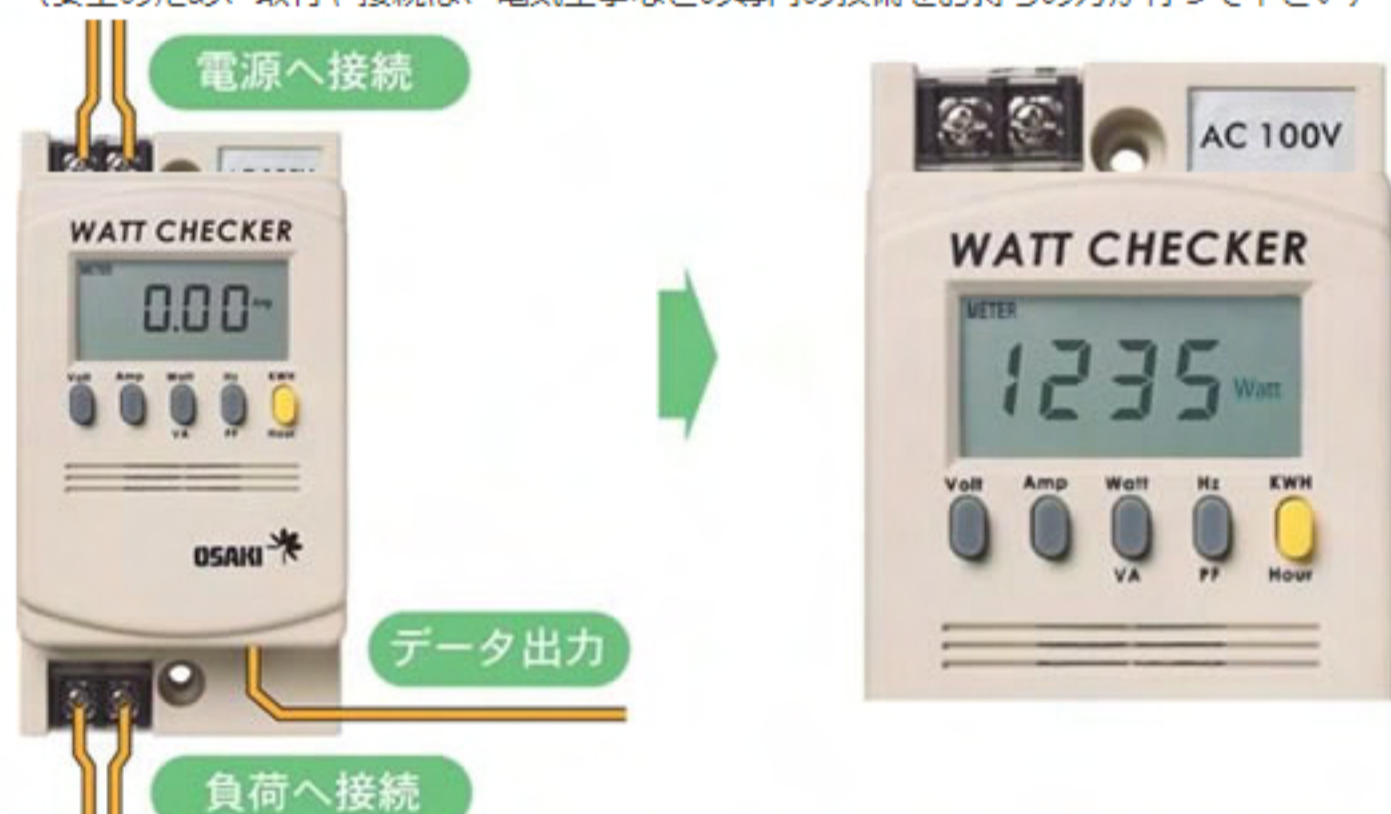 電源へ接続
WATT CHECKER
METER
0.00 Amp
Volt Amp Watt Hz KWH
VA PF Hour
OSAKI
データ出力
負荷へ接続
AC 100V
WATT CHECKER
METER
1235 Watt
Volt Amp Watt Hz KWH
VA PF Hour